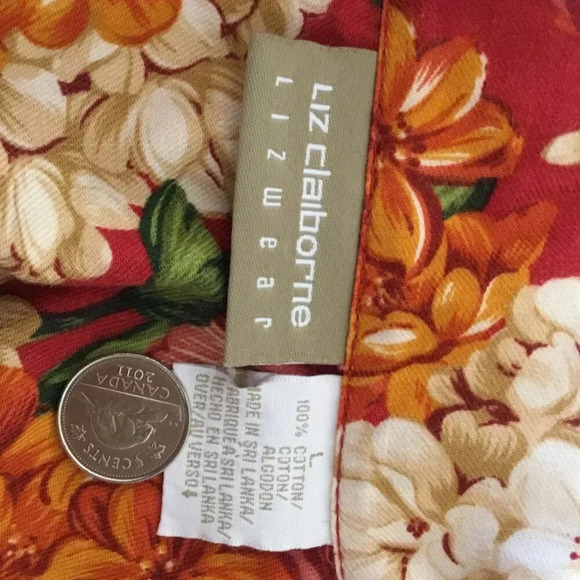 Liz claiborne
L I Z W e a r
L
100% COTTON/
COTON/
ALGODON
MADE IN SRI LANKA/
FABRIQUE A SRI LANKA/
HECHO EN SRI LANKA
OVER/AU VERSO
CANADA
2011
5 CENTS